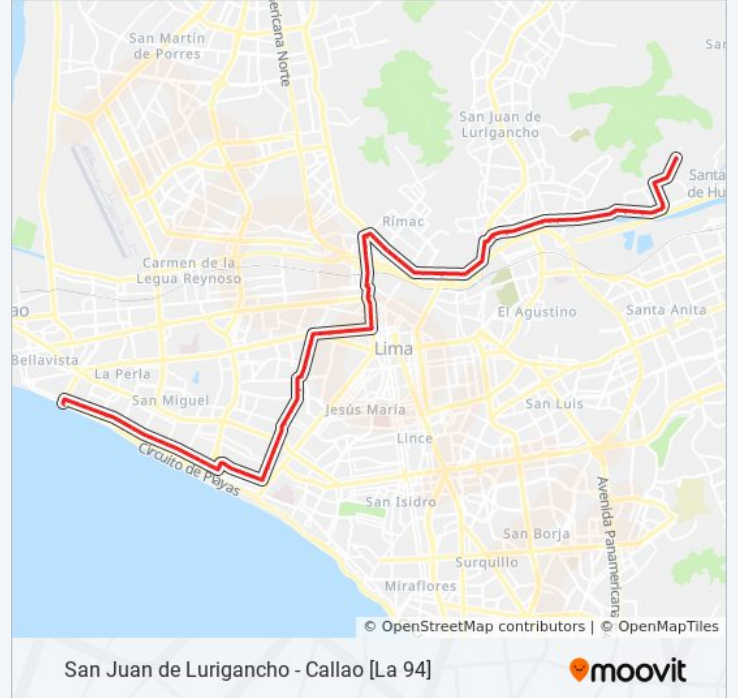 ericana Norte
San Martín
de Porres
San
San Juan de
Lurigancho
Santa
de Hu
Rímac
Carmen de la
Legua Reynoso
ao
El Agustino
Santa Anita
Lima
Bellavista
La Perla
San Miguel
Jesús María
San Luis
Lince
Circuito de Playas
San Isidro
Avenida Panamericana
San Borja
Surquillo
Miraflores
© OpenStreetMap contributors | © OpenMapTiles
San Juan de Lurigancho - Callao [La 94]
moovit